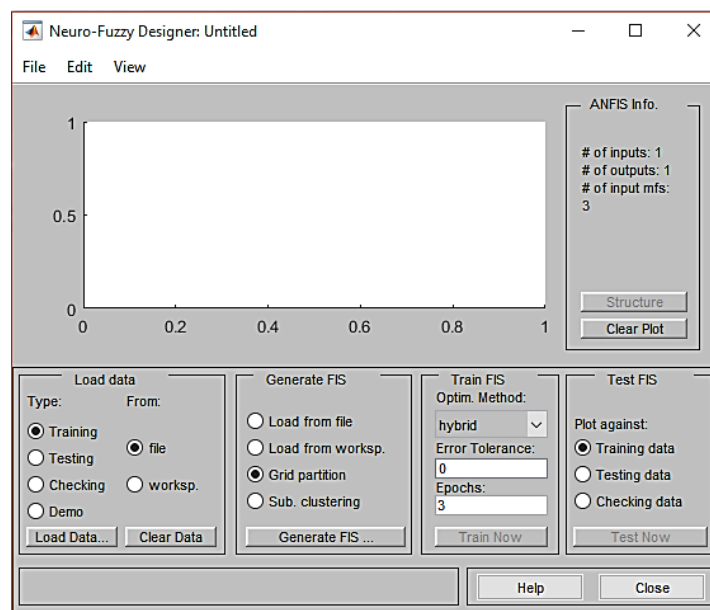 Neuro-Fuzzy Designer: Untitled
File Edit View
ANFIS Info.
# of inputs: 1
# of outputs: 1
# of input mfs:
3
Structure
Clear Plot
1
0.5
0
0 0.2 0.4 0.6 0.8 1
Load data
Type: From:
Training
file
Testing
Checking
worksp.
Demo
Load Data... Clear Data
Generate FIS
Load from file
Load from worksp.
Grid partition
Sub. clustering
Generate FIS ...
Train FIS
Optim. Method:
hybrid
Error Tolerance:
0
Epochs:
3
Train Now
Test FIS
Plot against:
Training data
Testing data
Checking data
Test Now
Help Close